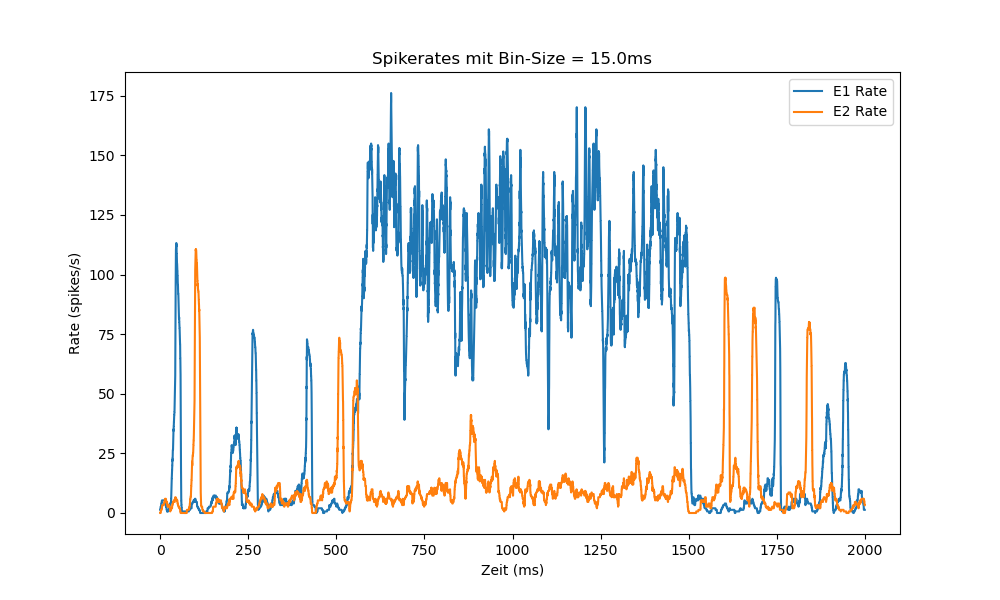 Spikerates mit Bin-Size = 15.0ms
E1 Rate
E2 Rate
Rate (spikes/s)
175
150
125
100
75
50
25
0
0 250 500 750 1000 1250 1500 1750 2000
Zeit (ms)